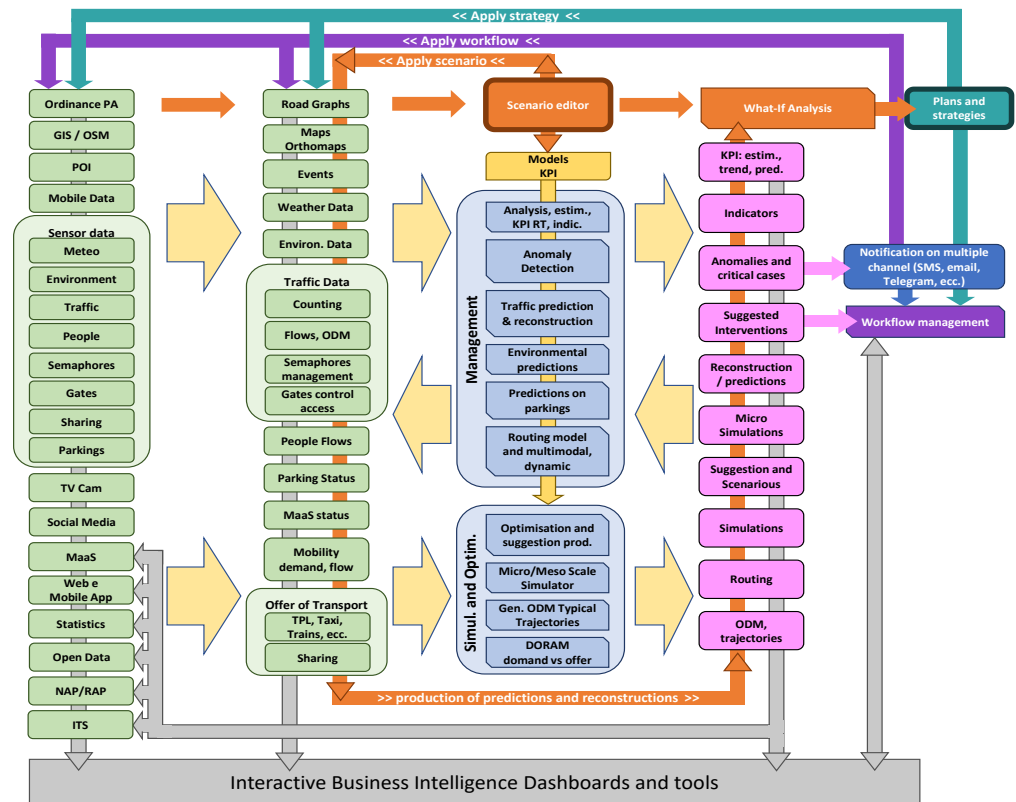 << Apply strategy <<
<< Apply workflow <<
<< Apply scenario <<
Ordinance PA
GIS / OSM
POI
Mobile Data
Sensor data
Meteo
Environment
Traffic
People
Semaphores
Gates
Sharing
Parkings
TV Cam
Social Media
MaaS
Web e
Mobile App
Statistics
Open Data
NAP/RAP
ITS
Road Graphs
Maps
Orthomaps
Events
Weather Data
Environ. Data
Traffic Data
Counting
Flows, ODM
Semaphores
management
Gates control
access
People Flows
Parking Status
MaaS status
Mobility
demand, flow
Offer of Transport
TPL, Taxi,
Trains, ecc.
Sharing
Scenario editor
Models
KPI
Management
Analysis, estim.,
KPI RT, indic.
Anomaly
Detection
Traffic prediction
& reconstruction
Environmental
predictions
Predictions on
parkings
Routing model
and multimodal,
dynamic
Simul. and Optim.
Optimisation and
suggestion prod.
Micro/Meso Scale
Simulator
Gen. ODM Typical
Trajectories
DORAM
domand vs offer
>> production of predictions and reconstructions >>
What-If Analysis
KPI: estim.,
trend, pred.
Indicators
Anomalies and
critical cases
Suggested
Interventions
Reconstruction
/ predictions
Micro
Simulations
Suggestion and
Scenarious
Simulations
Routing
ODM,
trajectories
Plans and
strategies
Notification on multiple
channel (SMS, email,
Telegram, ecc.)
Workflow management
Interactive Business Intelligence Dashboards and tools